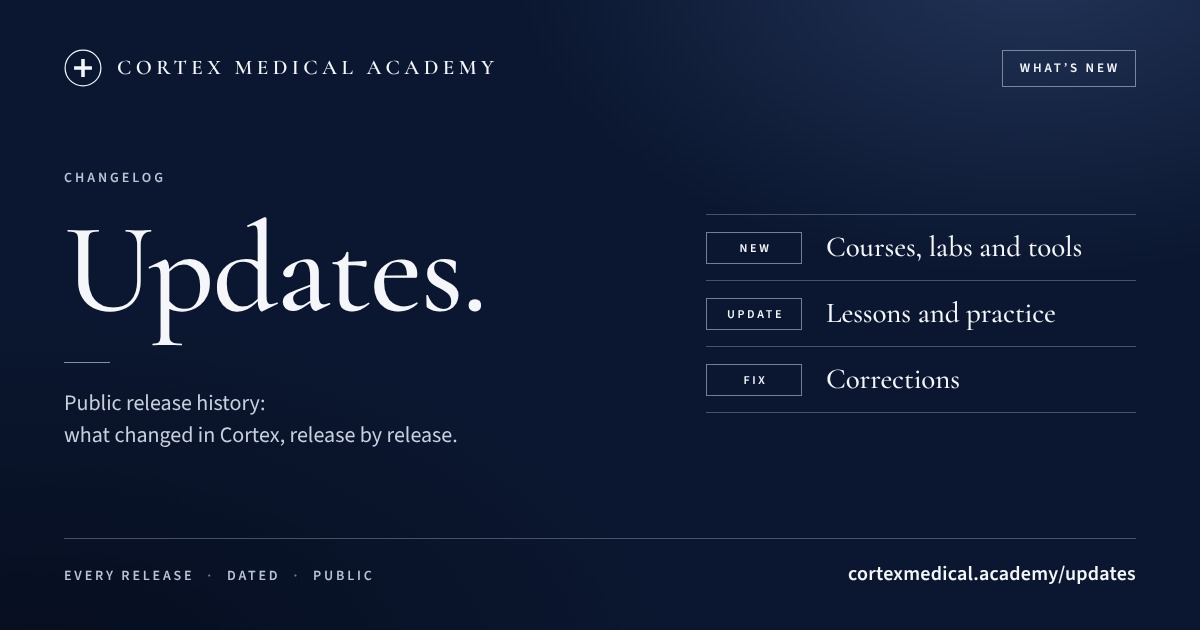 CORTEX MEDICAL ACADEMY
WHAT’S NEW
CHANGELOG
Updates.
Public release history:
what changed in Cortex, release by release.
NEW Courses, labs and tools
UPDATE Lessons and practice
FIX Corrections
EVERY RELEASE · DATED · PUBLIC
cortexmedical.academy/updates